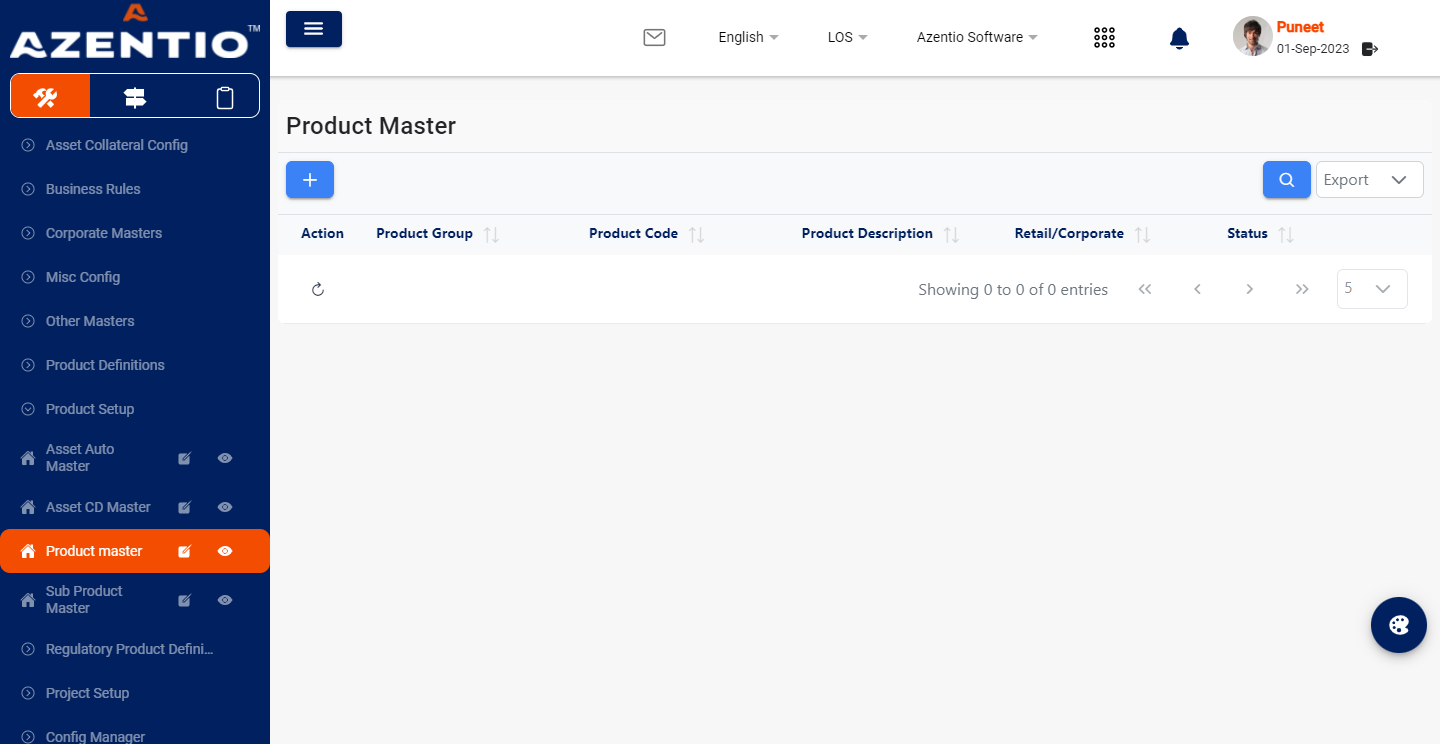 AZENTIO™
English
LOS
Azentio Software
Puneet
01-Sep-2023
Asset Collateral Config
Business Rules
Corporate Masters
Misc Config
Other Masters
Product Definitions
Product Setup
Asset Auto
Master
Asset CD Master
Product master
Sub Product
Master
Regulatory Product Defini...
Project Setup
Config Manager
Product Master
Export
Action Product Group Product Code Product Description Retail/Corporate Status
Showing 0 to 0 of 0 entries
5